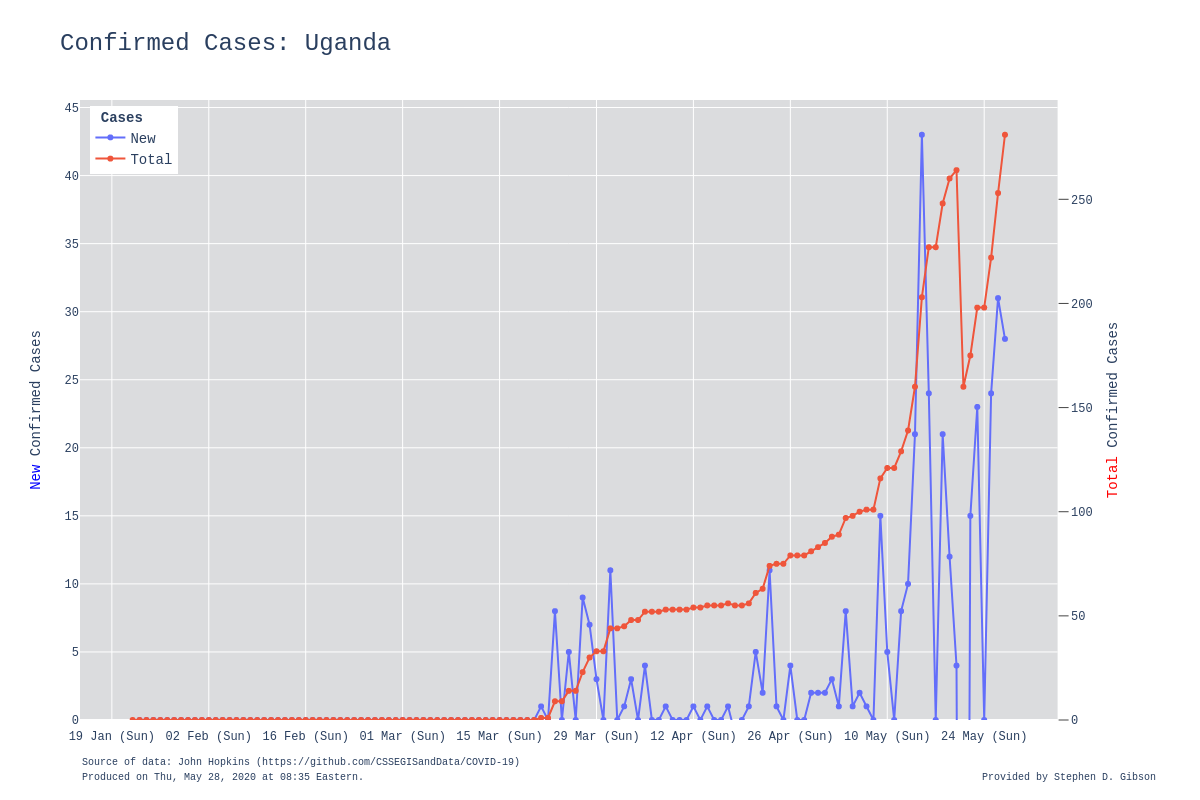 Confirmed Cases: Uganda
Cases
New
Total
45
40
35
30
25
20
15
10
5
0
New Confirmed Cases
250
200
150
100
50
0
Total Confirmed Cases
19 Jan (Sun) 02 Feb (Sun) 16 Feb (Sun) 01 Mar (Sun) 15 Mar (Sun) 29 Mar (Sun) 12 Apr (Sun) 26 Apr (Sun) 10 May (Sun) 24 May (Sun)
Source of data: John Hopkins (https://github.com/CSSEGISandData/COVID-19)
Produced on Thu, May 28, 2020 at 08:35 Eastern.
Provided by Stephen D. Gibson